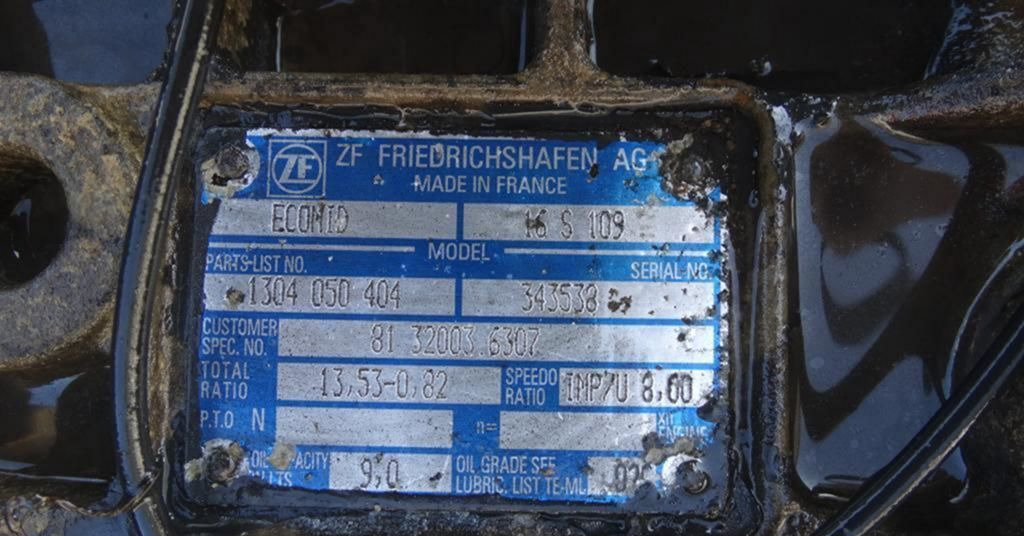 ZF ZF FRIEDRICHSHAFEN AG
MADE IN FRANCE
ECOMID 16 S 109
MODEL
PARTS-LIST NO. SERIAL-NO.
1304 050 404 343538
CUSTOMER
SPEC. NO. 81 32003 6307
TOTAL
RATIO 13,53-0,82 SPEEDO
RATIO IMP/U 8,00
P.T.O N n=
9,0 OIL GRADE SEE
LUBRIC. LIST TE-ML